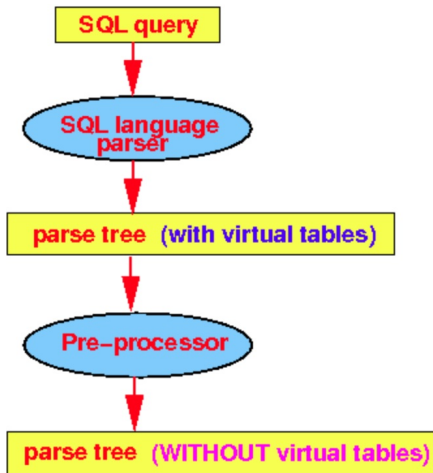 SQL query
SQL language
parser
parse tree (with virtual tables)
Pre-processor
parse tree (WITHOUT virtual tables)